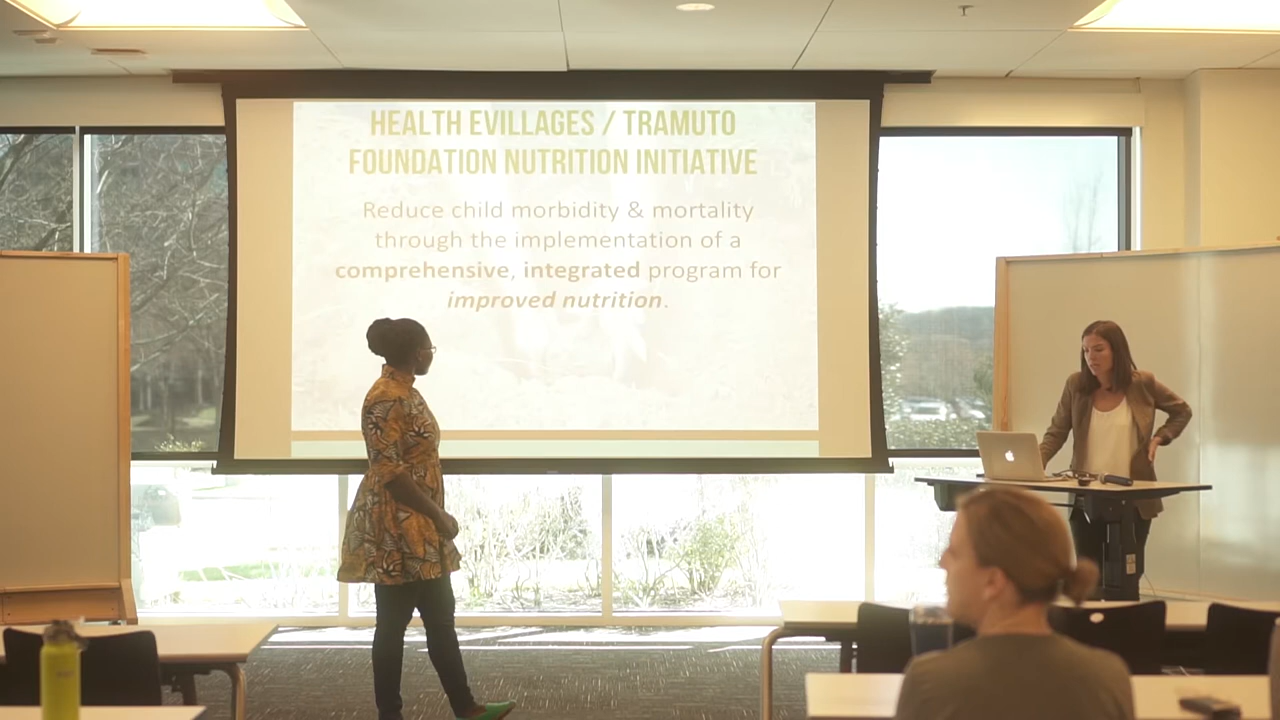 HEALTH EVILLAGES / TRAMUTO
FOUNDATION NUTRITION INITIATIVE
Reduce child morbidity & mortality
through the implementation of a
comprehensive, integrated program for
improved nutrition.